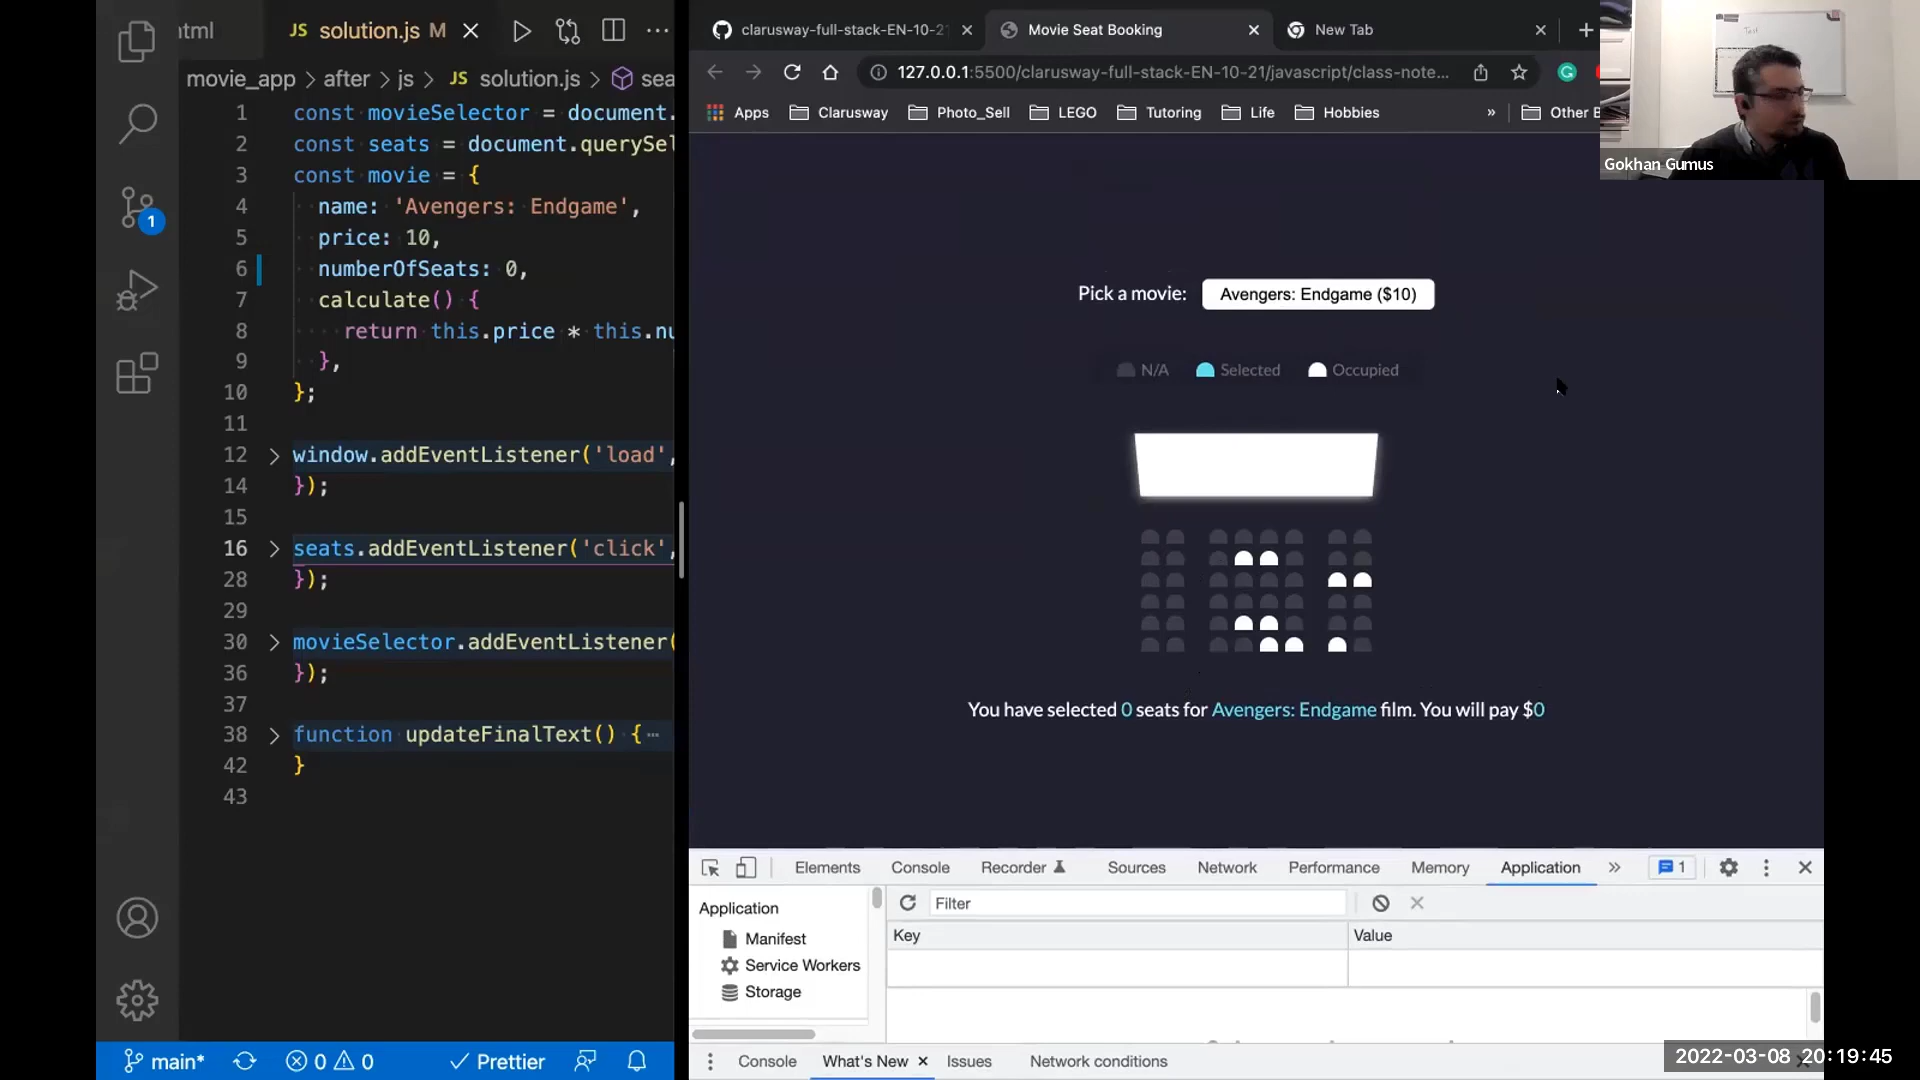 html
JS solution.js M
movie_app > after > js > JS solution.js >
1 const movieSelector = document.
2 const seats = document.querySel
3 const movie = {
4 name: 'Avengers: Endgame',
5 price: 10,
6 numberOfSeats: 0,
7 calculate() {
8 return this.price * this.nu
9 },
10 };
11
12 window.addEventListener('load',
14 });
15
16 seats.addEventListener('click',
28 });
29
30 movieSelector.addEventListener(
36 });
37
38 function updateFinalText() { ⋯
42 }
43
1
main* 0 0 Prettier
clarusway-full-stack-EN-10-2
Movie Seat Booking
New Tab
127.0.0.1:5500/clarusway-full-stack-EN-10-21/javascript/class-note...
Apps Clarusway Photo_Sell LEGO Tutoring Life Hobbies » Other B
Gokhan Gumus
Pick a movie: Avengers: Endgame ($10)
N/A Selected Occupied
You have selected 0 seats for Avengers: Endgame film. You will pay $0
Elements Console Recorder Sources Network Performance Memory Application » 1
Application
Manifest
Service Workers
Storage
Filter
Key Value
Console What's New Issues Network conditions
2022-03-08 20:19:45